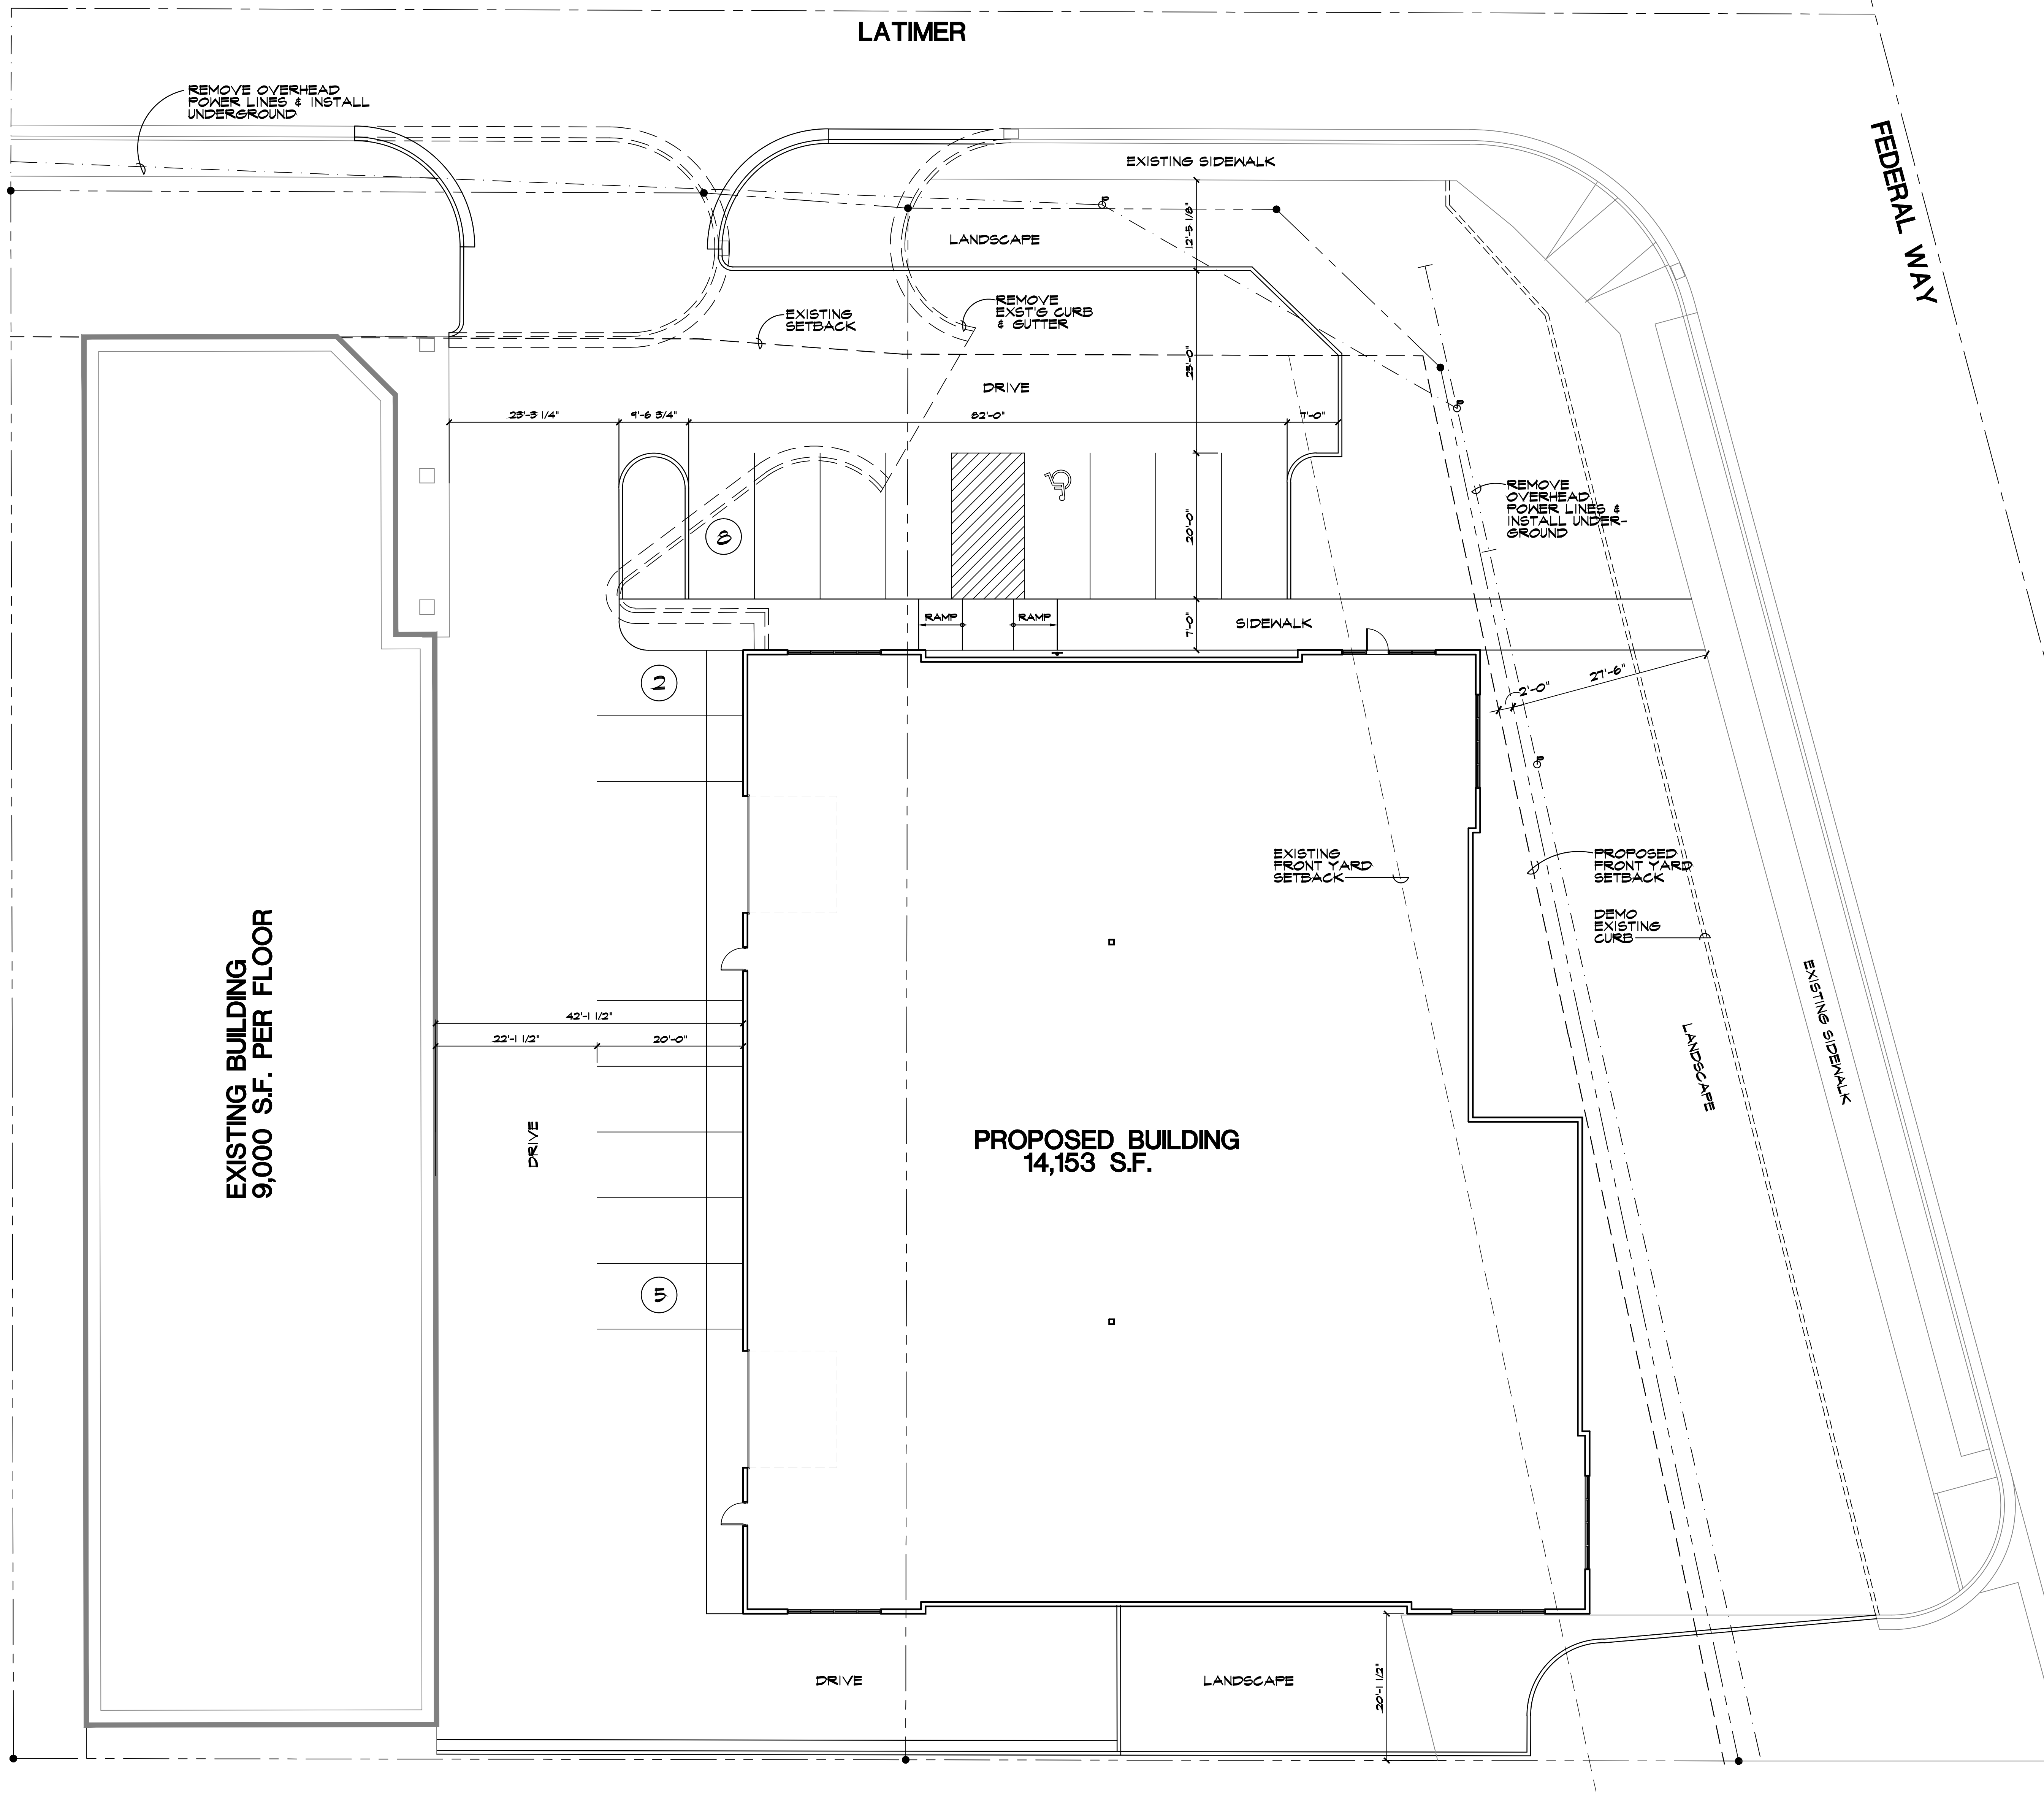 LATIMER
FEDERAL WAY
REMOVE OVERHEAD
POWER LINES & INSTALL
UNDERGROUND
EXISTING SIDEWALK
12'-5 1/8"
LANDSCAPE
REMOVE
EXST'G CURB
& GUTTER
EXISTING
SETBACK
25'-0"
DRIVE
23'-3 1/4"
9'-6 3/4"
82'-0"
7'-0"
REMOVE
OVERHEAD
POWER LINES &
INSTALL UNDER-
GROUND
8
20'-0"
RAMP
RAMP
SIDEWALK
7'-0"
2
2'-0"
27'-6"
EXISTING
FRONT YARD
SETBACK
PROPOSED
FRONT YARD
SETBACK
DEMO
EXISTING
CURB
EXISTING BUILDING
9,000 S.F. PER FLOOR
42'-1 1/2"
22'-1 1/2"
20'-0"
DRIVE
LANDSCAPE
EXISTING SIDEWALK
PROPOSED BUILDING
14,153 S.F.
5
DRIVE
LANDSCAPE
20'-1 1/2"